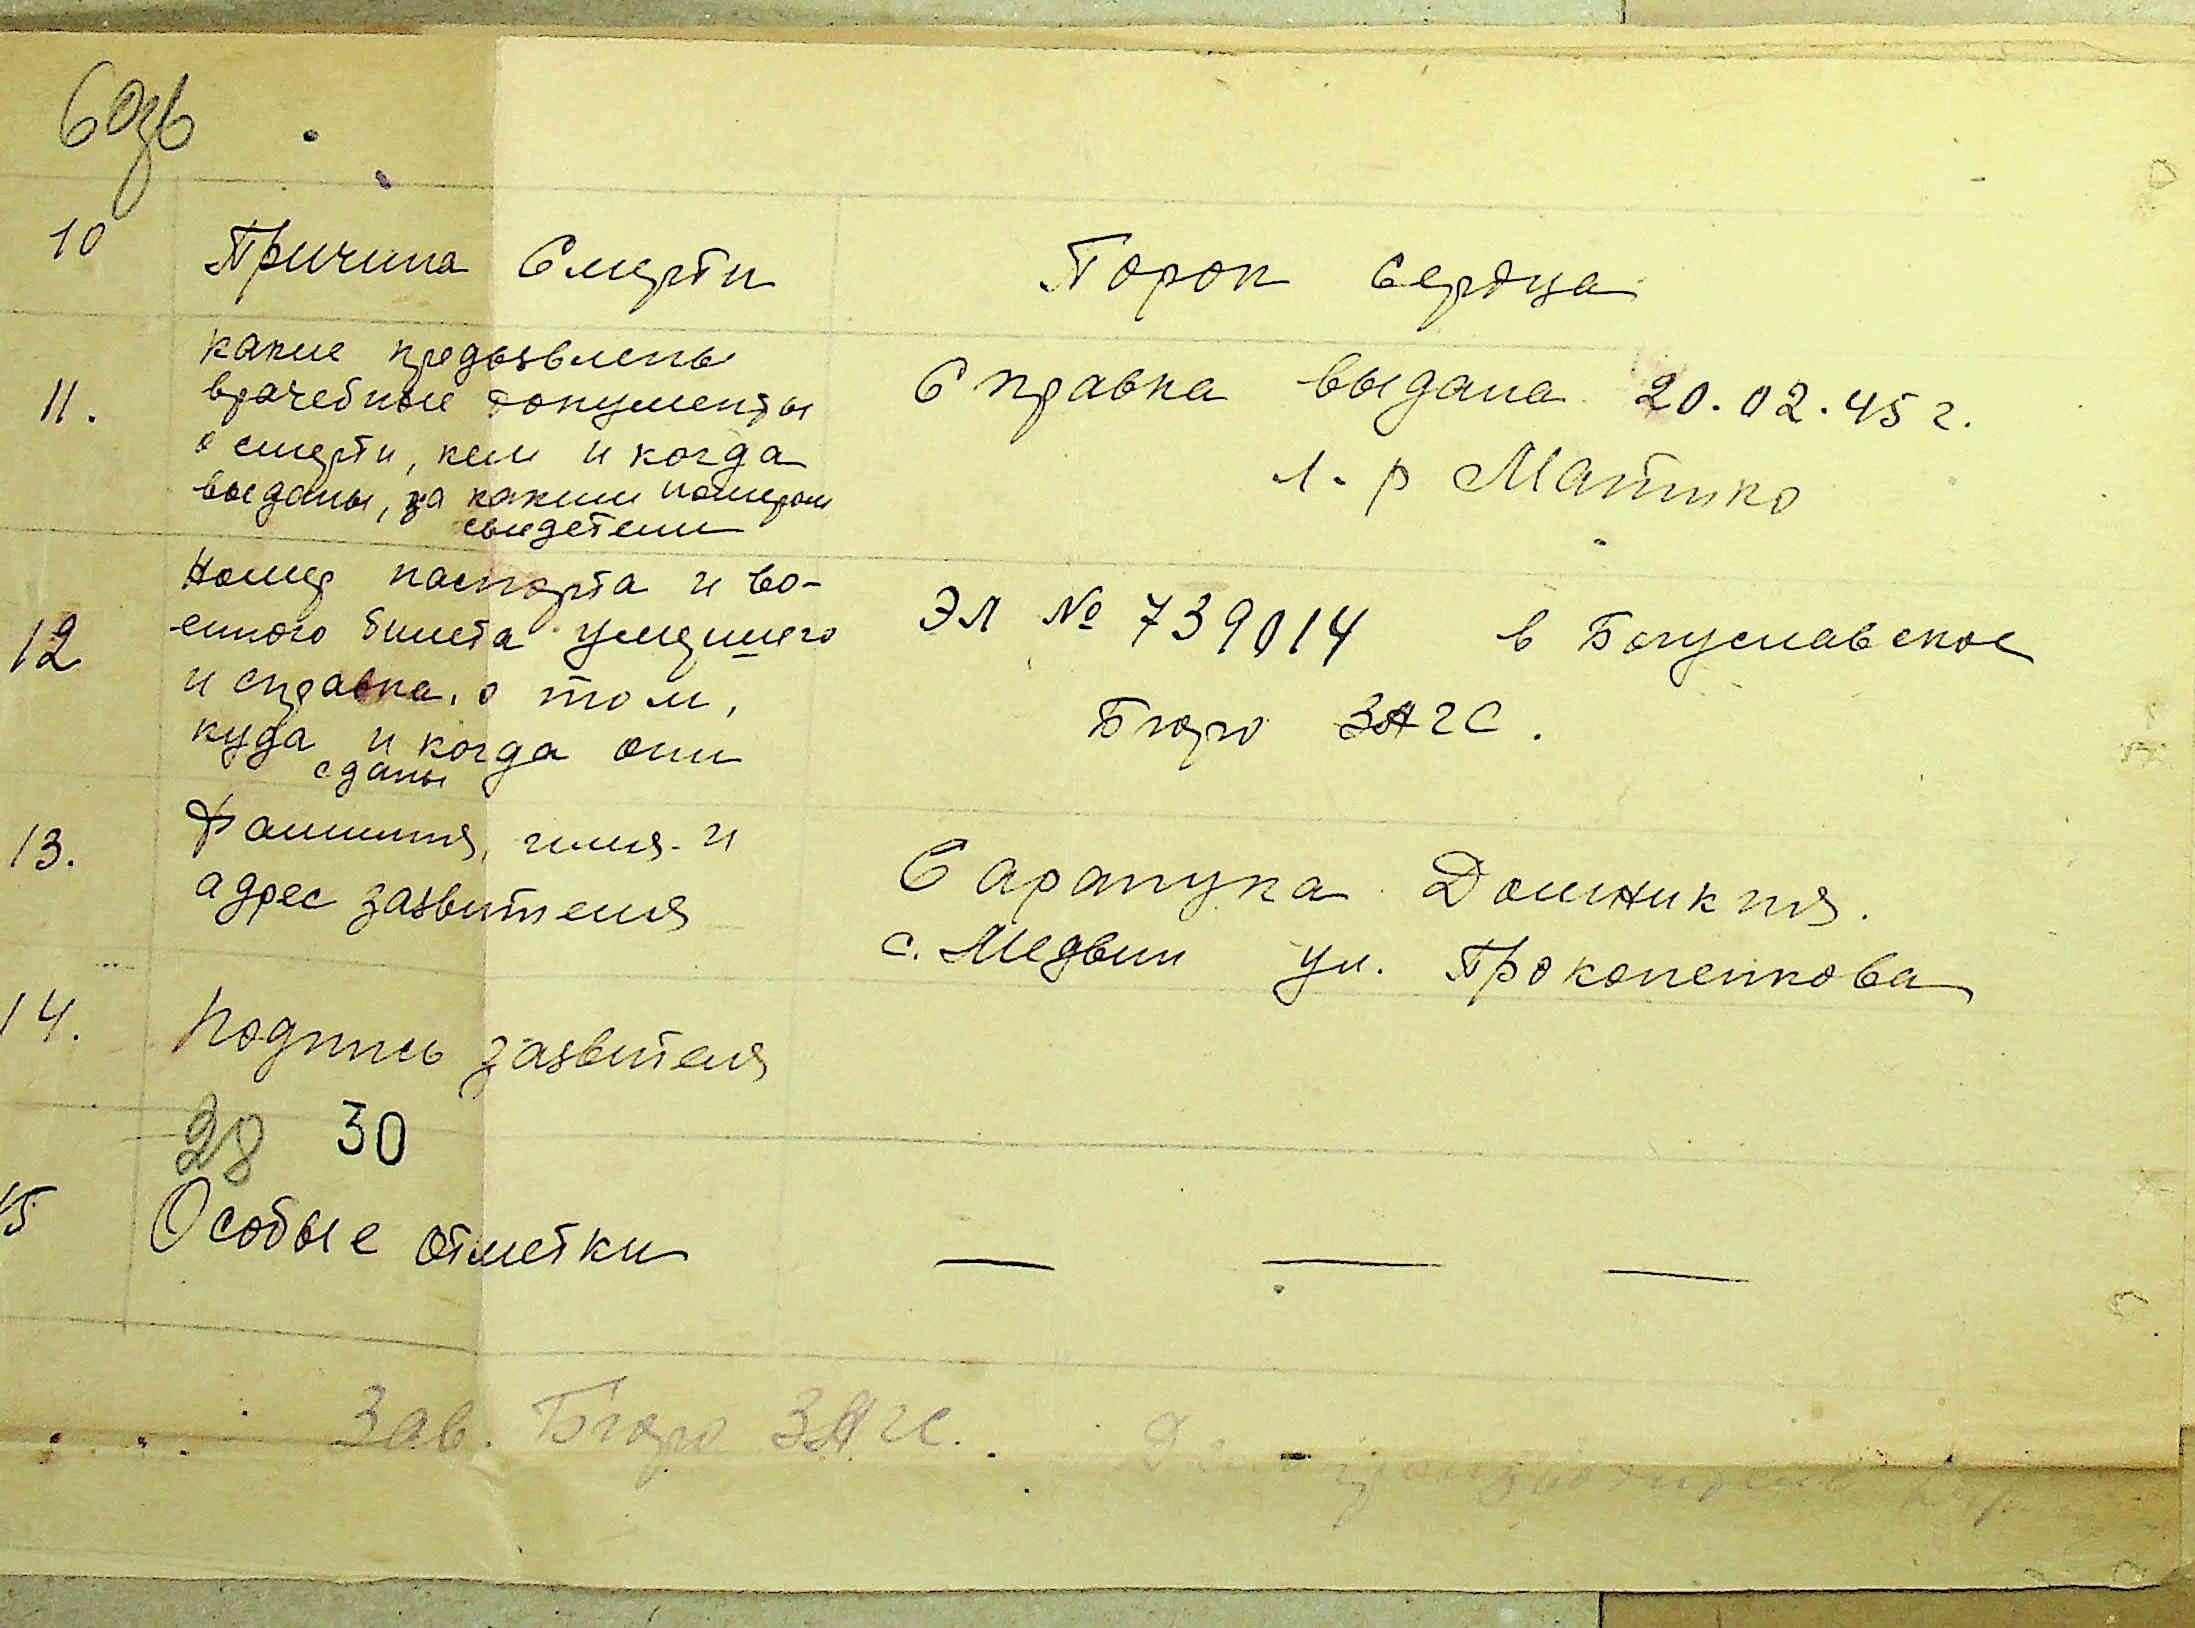 60зв
10 Причина Смерти Порок сердца
какие предъявлены
11. врачебные документы Справка выдана 20.02.45 г.
о смерти, кем и когда л-р Матико
выданы, за каким номером
свидетели
Номер паспорта и во-
12 енного билета умершего ЭЛ № 739014 в Богуславское
и справка, о том, Бюро ЗАГС.
куда и когда они
сданы
13. Фамилия, имя и Сарапука Домникия.
адрес заявителя с. Медвин ул. Прокопенкова
14. Подпись заявителя
28 30
15 Особые отметки — — —
Зав. Бюро ЗАГС. Делопроизводитель